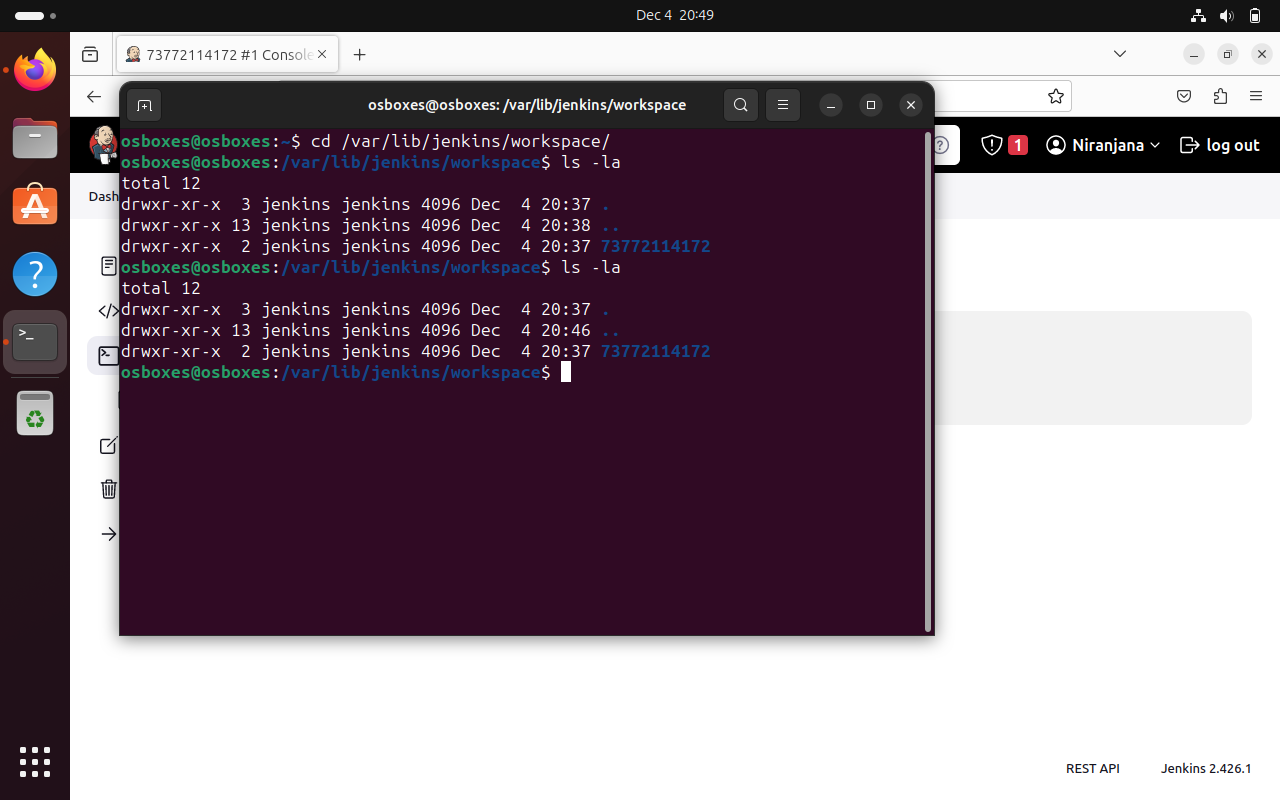 Dec 4 20:49
73772114172 #1 Console
osboxes@osboxes: /var/lib/jenkins/workspace
1
Niranjana
log out
Dash
osboxes@osboxes:~$ cd /var/lib/jenkins/workspace/
osboxes@osboxes:/var/lib/jenkins/workspace$ ls -la
total 12
drwxr-xr-x  3 jenkins jenkins 4096 Dec  4 20:37 .
drwxr-xr-x 13 jenkins jenkins 4096 Dec  4 20:38 ..
drwxr-xr-x  2 jenkins jenkins 4096 Dec  4 20:37 73772114172
osboxes@osboxes:/var/lib/jenkins/workspace$ ls -la
total 12
drwxr-xr-x  3 jenkins jenkins 4096 Dec  4 20:37 .
drwxr-xr-x 13 jenkins jenkins 4096 Dec  4 20:46 ..
drwxr-xr-x  2 jenkins jenkins 4096 Dec  4 20:37 73772114172
osboxes@osboxes:/var/lib/jenkins/workspace$
REST API
Jenkins 2.426.1